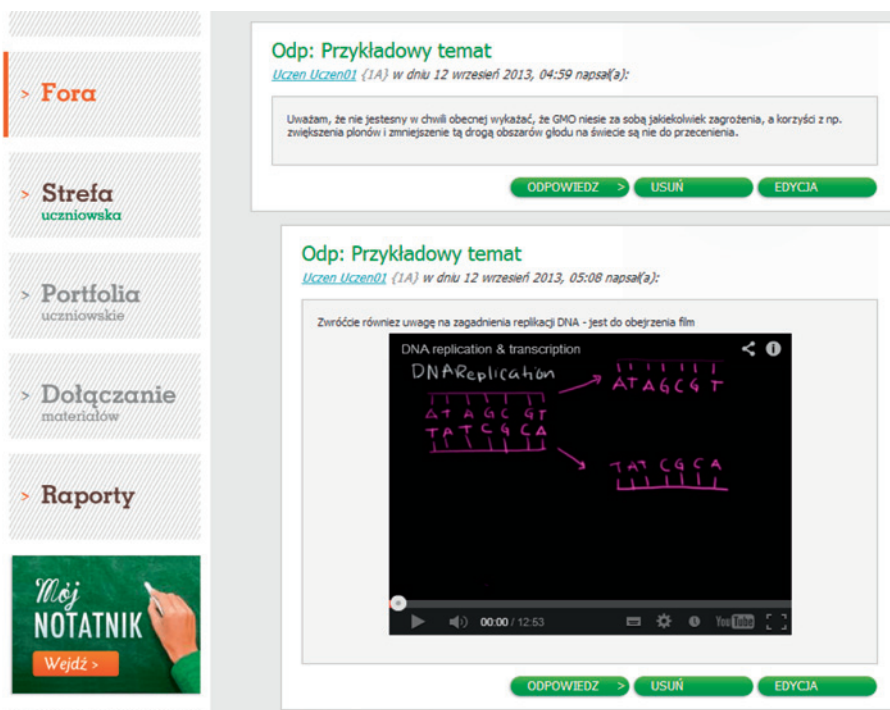 > Fora
> Strefa
uczniowska
> Portfolia
uczniowskie
> Dołączanie
materiałów
> Raporty
Mój
NOTATNIK
Wejdź >
Odp: Przykładowy temat
Uczen Uczen01 {1A} w dniu 12 wrzesień 2013, 04:59 napsał(a):
Uważam, że nie jestesny w chwili obecnej wykażać, że GMO niesie za sobą jakiekolwiek zagrożenia, a korzyści z np.
zwiększenia plonów i zmniejszenie tą drogą obszarów głodu na świecie są nie do przecenienia.
ODPOWIEDZ > USUŃ EDYCJA
Odp: Przykładowy temat
Uczen Uczen01 {1A} w dniu 12 wrzesień 2013, 05:08 napsał(a):
Zwróćcie również uwagę na zagadnienia replikacji DNA - jest do obejrzenia film
DNA replication & transcription
DNAReplication
ATAGCGT
ATAGCGT
TATCGCA
TATCGCA
00:00 / 12:53
YouTube
ODPOWIEDZ > USUŃ EDYCJA